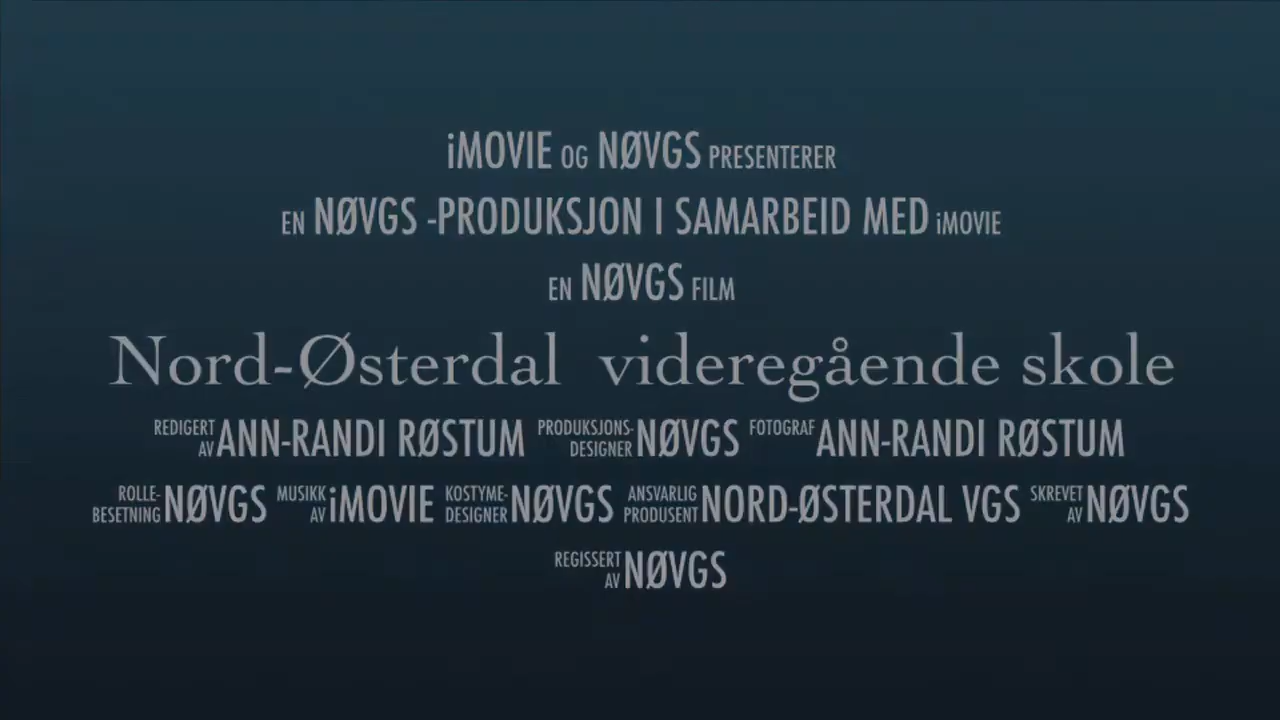 iMOVIE OG NØVGS PRESENTERER
EN NØVGS -PRODUKSJON I SAMARBEID MED iMOVIE
EN NØVGS FILM
Nord-Østerdal videregående skole
REDIGERT AV ANN-RANDI RØSTUM PRODUKSJONS-DESIGNER NØVGS FOTOGRAF ANN-RANDI RØSTUM
ROLLE-BESETNING NØVGS MUSIKK AV iMOVIE KOSTYME-DESIGNER NØVGS ANSVARLIG PRODUSENT NORD-ØSTERDAL VGS SKREVET AV NØVGS
REGISSERT AV NØVGS